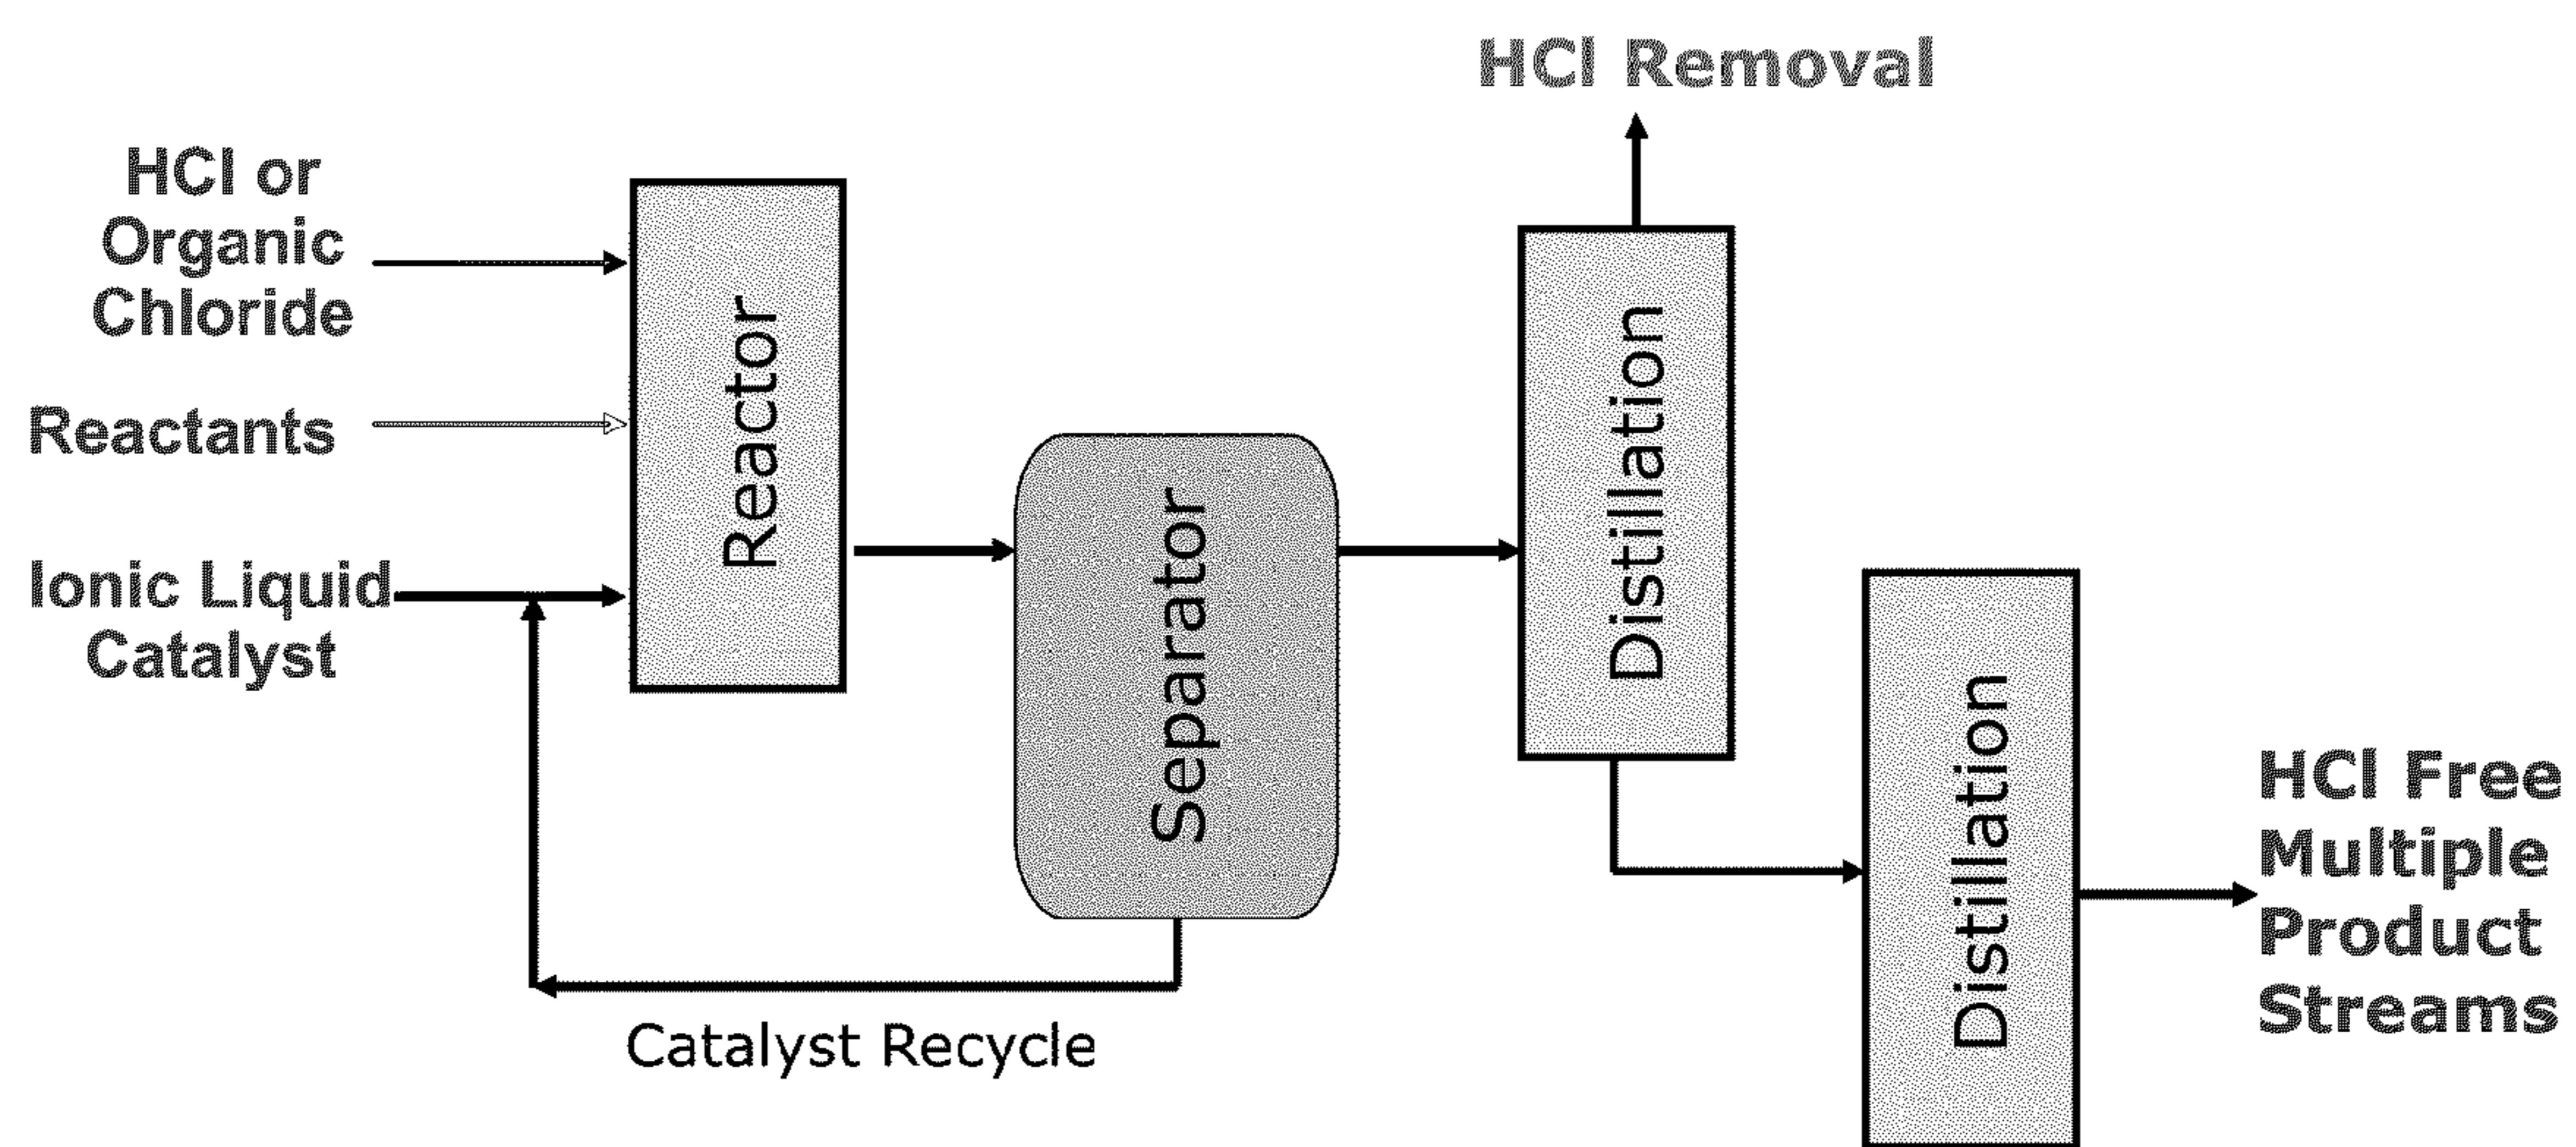 HCl Removal
HCl or
Organic
Chloride
Reactants
Ionic Liquid
Catalyst
Reactor
Separator
Distillation
Distillation
HCl Free
Multiple
Product
Streams
Catalyst Recycle